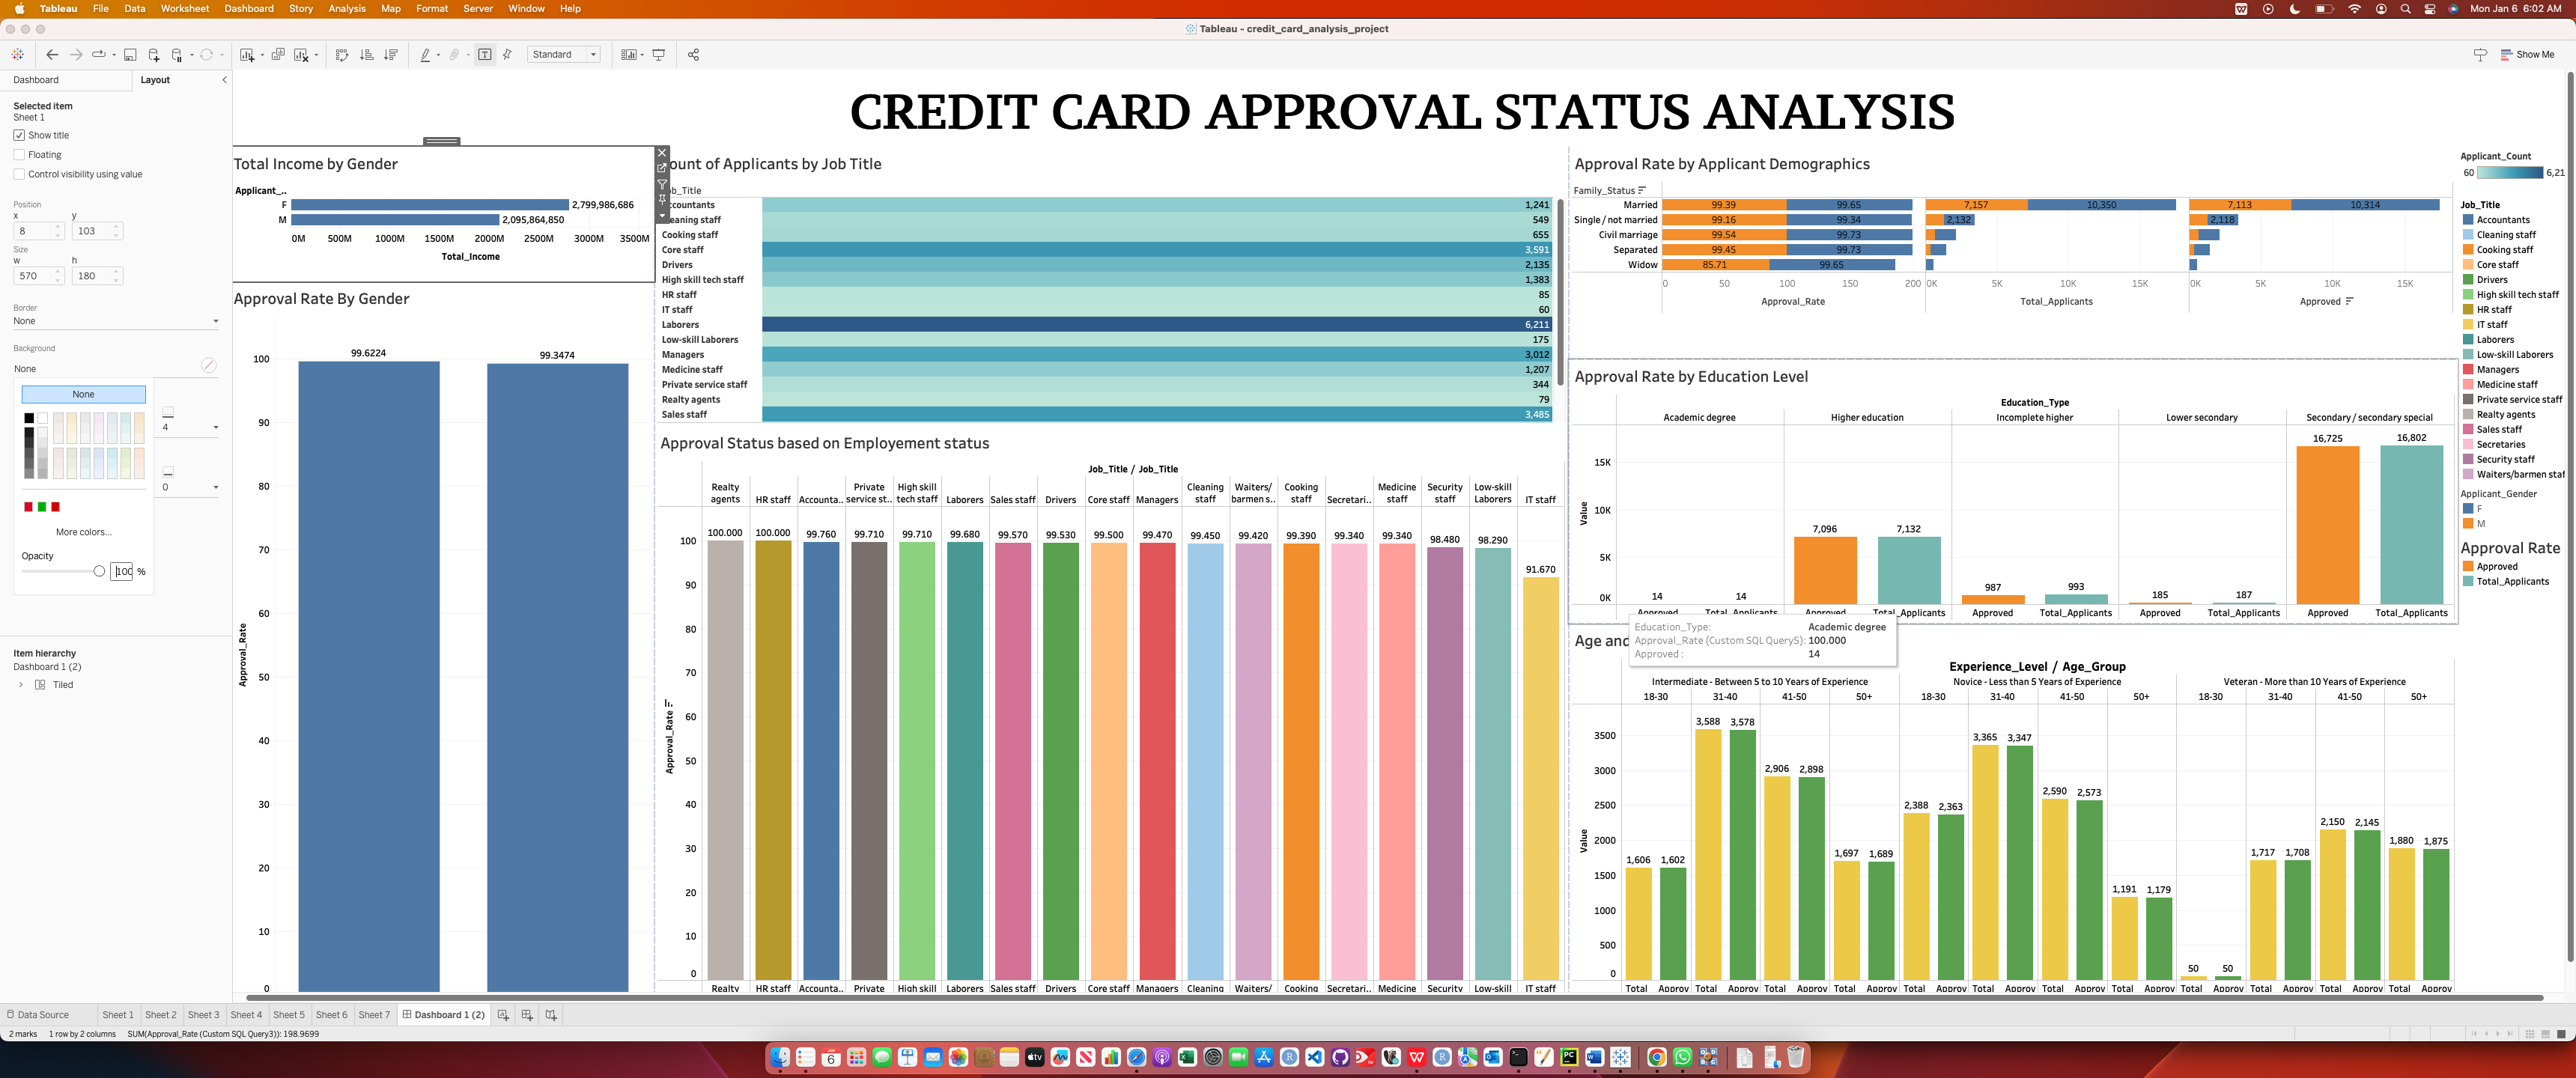 Tableau File Data Worksheet Dashboard Story Analysis Map Format Server Window Help
Mon Jan 6 6:02 AM
Tableau - credit_card_analysis_project
Standard
Show Me
Dashboard Layout
Selected item
Sheet 1
Show title
Floating
Control visibility using value
Position
x y
8 103
Size
w h
570 180
Border
None
Background
None
None
4
0
More colors...
Opacity
100 %
Item hierarchy
Dashboard 1 (2)
Tiled
CREDIT CARD APPROVAL STATUS ANALYSIS
Total Income by Gender
Applicant_..
F 2,799,986,686
M 2,095,864,850
0M 500M 1000M 1500M 2000M 2500M 3000M 3500M
Total_Income
Approval Rate By Gender
99.6224 99.3474
100
90
80
70
60
50
40
30
20
10
0
Approval_Rate
ount of Applicants by Job Title
b_Title
ccountants 1,241
eaning staff 549
Cooking staff 655
Core staff 3,591
Drivers 2,135
High skill tech staff 1,383
HR staff 85
IT staff 60
Laborers 6,211
Low-skill Laborers 175
Managers 3,012
Medicine staff 1,207
Private service staff 344
Realty agents 79
Sales staff 3,485
Approval Status based on Employement status
Job_Title / Job_Title
Realty agents HR staff Accounta.. Private service st.. High skill tech staff Laborers Sales staff Drivers Core staff Managers Cleaning staff Waiters/ barmen s.. Cooking staff Secretari.. Medicine staff Security staff Low-skill Laborers IT staff
100.000 100.000 99.760 99.710 99.710 99.680 99.570 99.530 99.500 99.470 99.450 99.420 99.390 99.340 99.340 98.480 98.290 91.670
100
90
80
70
60
50
40
30
20
10
0
Approval_Rate
Realty HR staff Accounta.. Private High skill Laborers Sales staff Drivers Core staff Managers Cleaning Waiters/ Cooking Secretari.. Medicine Security Low-skill IT staff
Approval Rate by Applicant Demographics
Family_Status
Married 99.39 99.65 7,157 10,350 7,113 10,314
Single / not married 99.16 99.34 2,132 2,118
Civil marriage 99.54 99.73
Separated 99.45 99.73
Widow 85.71 99.65
0 50 100 150 200 0K 5K 10K 15K 0K 5K 10K 15K
Approval_Rate Total_Applicants Approved
Approval Rate by Education Level
Education_Type
Academic degree Higher education Incomplete higher Lower secondary Secondary / secondary special
15K
10K
5K
0K
Value
14 14 7,096 7,132 987 993 185 187 16,725 16,802
Approved Total_Applicants Approved Total_Applicants Approved Total_Applicants Approved Total_Applicants Approved Total_Applicants
Education_Type: Academic degree
Approval_Rate (Custom SQL Query5): 100.000
Approved : 14
Age and
Experience_Level / Age_Group
Intermediate - Between 5 to 10 Years of Experience Novice - Less than 5 Years of Experience Veteran - More than 10 Years of Experience
18-30 31-40 41-50 50+ 18-30 31-40 41-50 50+ 18-30 31-40 41-50 50+
3500
3000
2500
2000
1500
1000
500
0
Value
1,606 1,602 3,588 3,578 2,906 2,898 1,697 1,689 2,388 2,363 3,365 3,347 2,590 2,573 1,191 1,179 50 50 1,717 1,708 2,150 2,145 1,880 1,875
Total Approv Total Approv Total Approv Total Approv Total Approv Total Approv Total Approv Total Approv Total Approv Total Approv Total Approv Total Approv
Applicant_Count
60 6,21
Job_Title
Accountants
Cleaning staff
Cooking staff
Core staff
Drivers
High skill tech staff
HR staff
IT staff
Laborers
Low-skill Laborers
Managers
Medicine staff
Private service staff
Realty agents
Sales staff
Secretaries
Security staff
Waiters/barmen staf
Applicant_Gender
F
M
Approval Rate
Approved
Total_Applicants
Data Source Sheet 1 Sheet 2 Sheet 3 Sheet 4 Sheet 5 Sheet 6 Sheet 7 Dashboard 1 (2)
2 marks 1 row by 2 columns SUM(Approval_Rate (Custom SQL Query3)): 198.9699